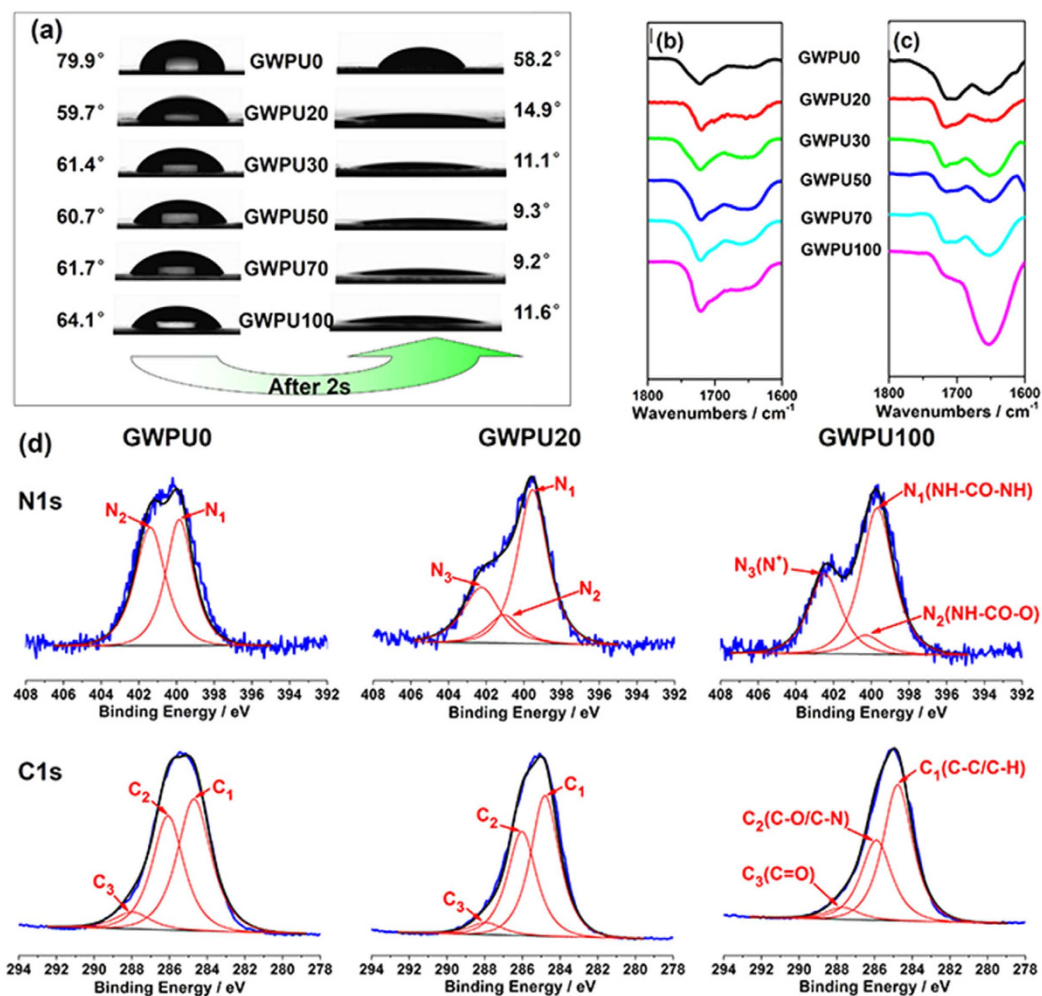 (a)
79.9° GWPU0 58.2°
59.7° GWPU20 14.9°
61.4° GWPU30 11.1°
60.7° GWPU50 9.3°
61.7° GWPU70 9.2°
64.1° GWPU100 11.6°
After 2s
(b) (c)
GWPU0
GWPU20
GWPU30
GWPU50
GWPU70
GWPU100
1800 1700 1600
Wavenumbers / cm⁻¹
1800 1700 1600
Wavenumbers / cm⁻¹
(d) GWPU0 GWPU20 GWPU100
N1s
N₂ N₁
408 406 404 402 400 398 396 394 392
Binding Energy / eV
N₁
N₃
N₂
408 406 404 402 400 398 396 394 392
Binding Energy / eV
N₁(NH-CO-NH)
N₃(N⁺)
N₂(NH-CO-O)
408 406 404 402 400 398 396 394 392
Binding Energy / eV
C1s
C₂ C₁
C₃
294 292 290 288 286 284 282 280 278
Binding Energy / eV
C₁
C₂
C₃
294 292 290 288 286 284 282 280 278
Binding Energy / eV
C₁(C-C/C-H)
C₂(C-O/C-N)
C₃(C=O)
294 292 290 288 286 284 282 280 278
Binding Energy / eV